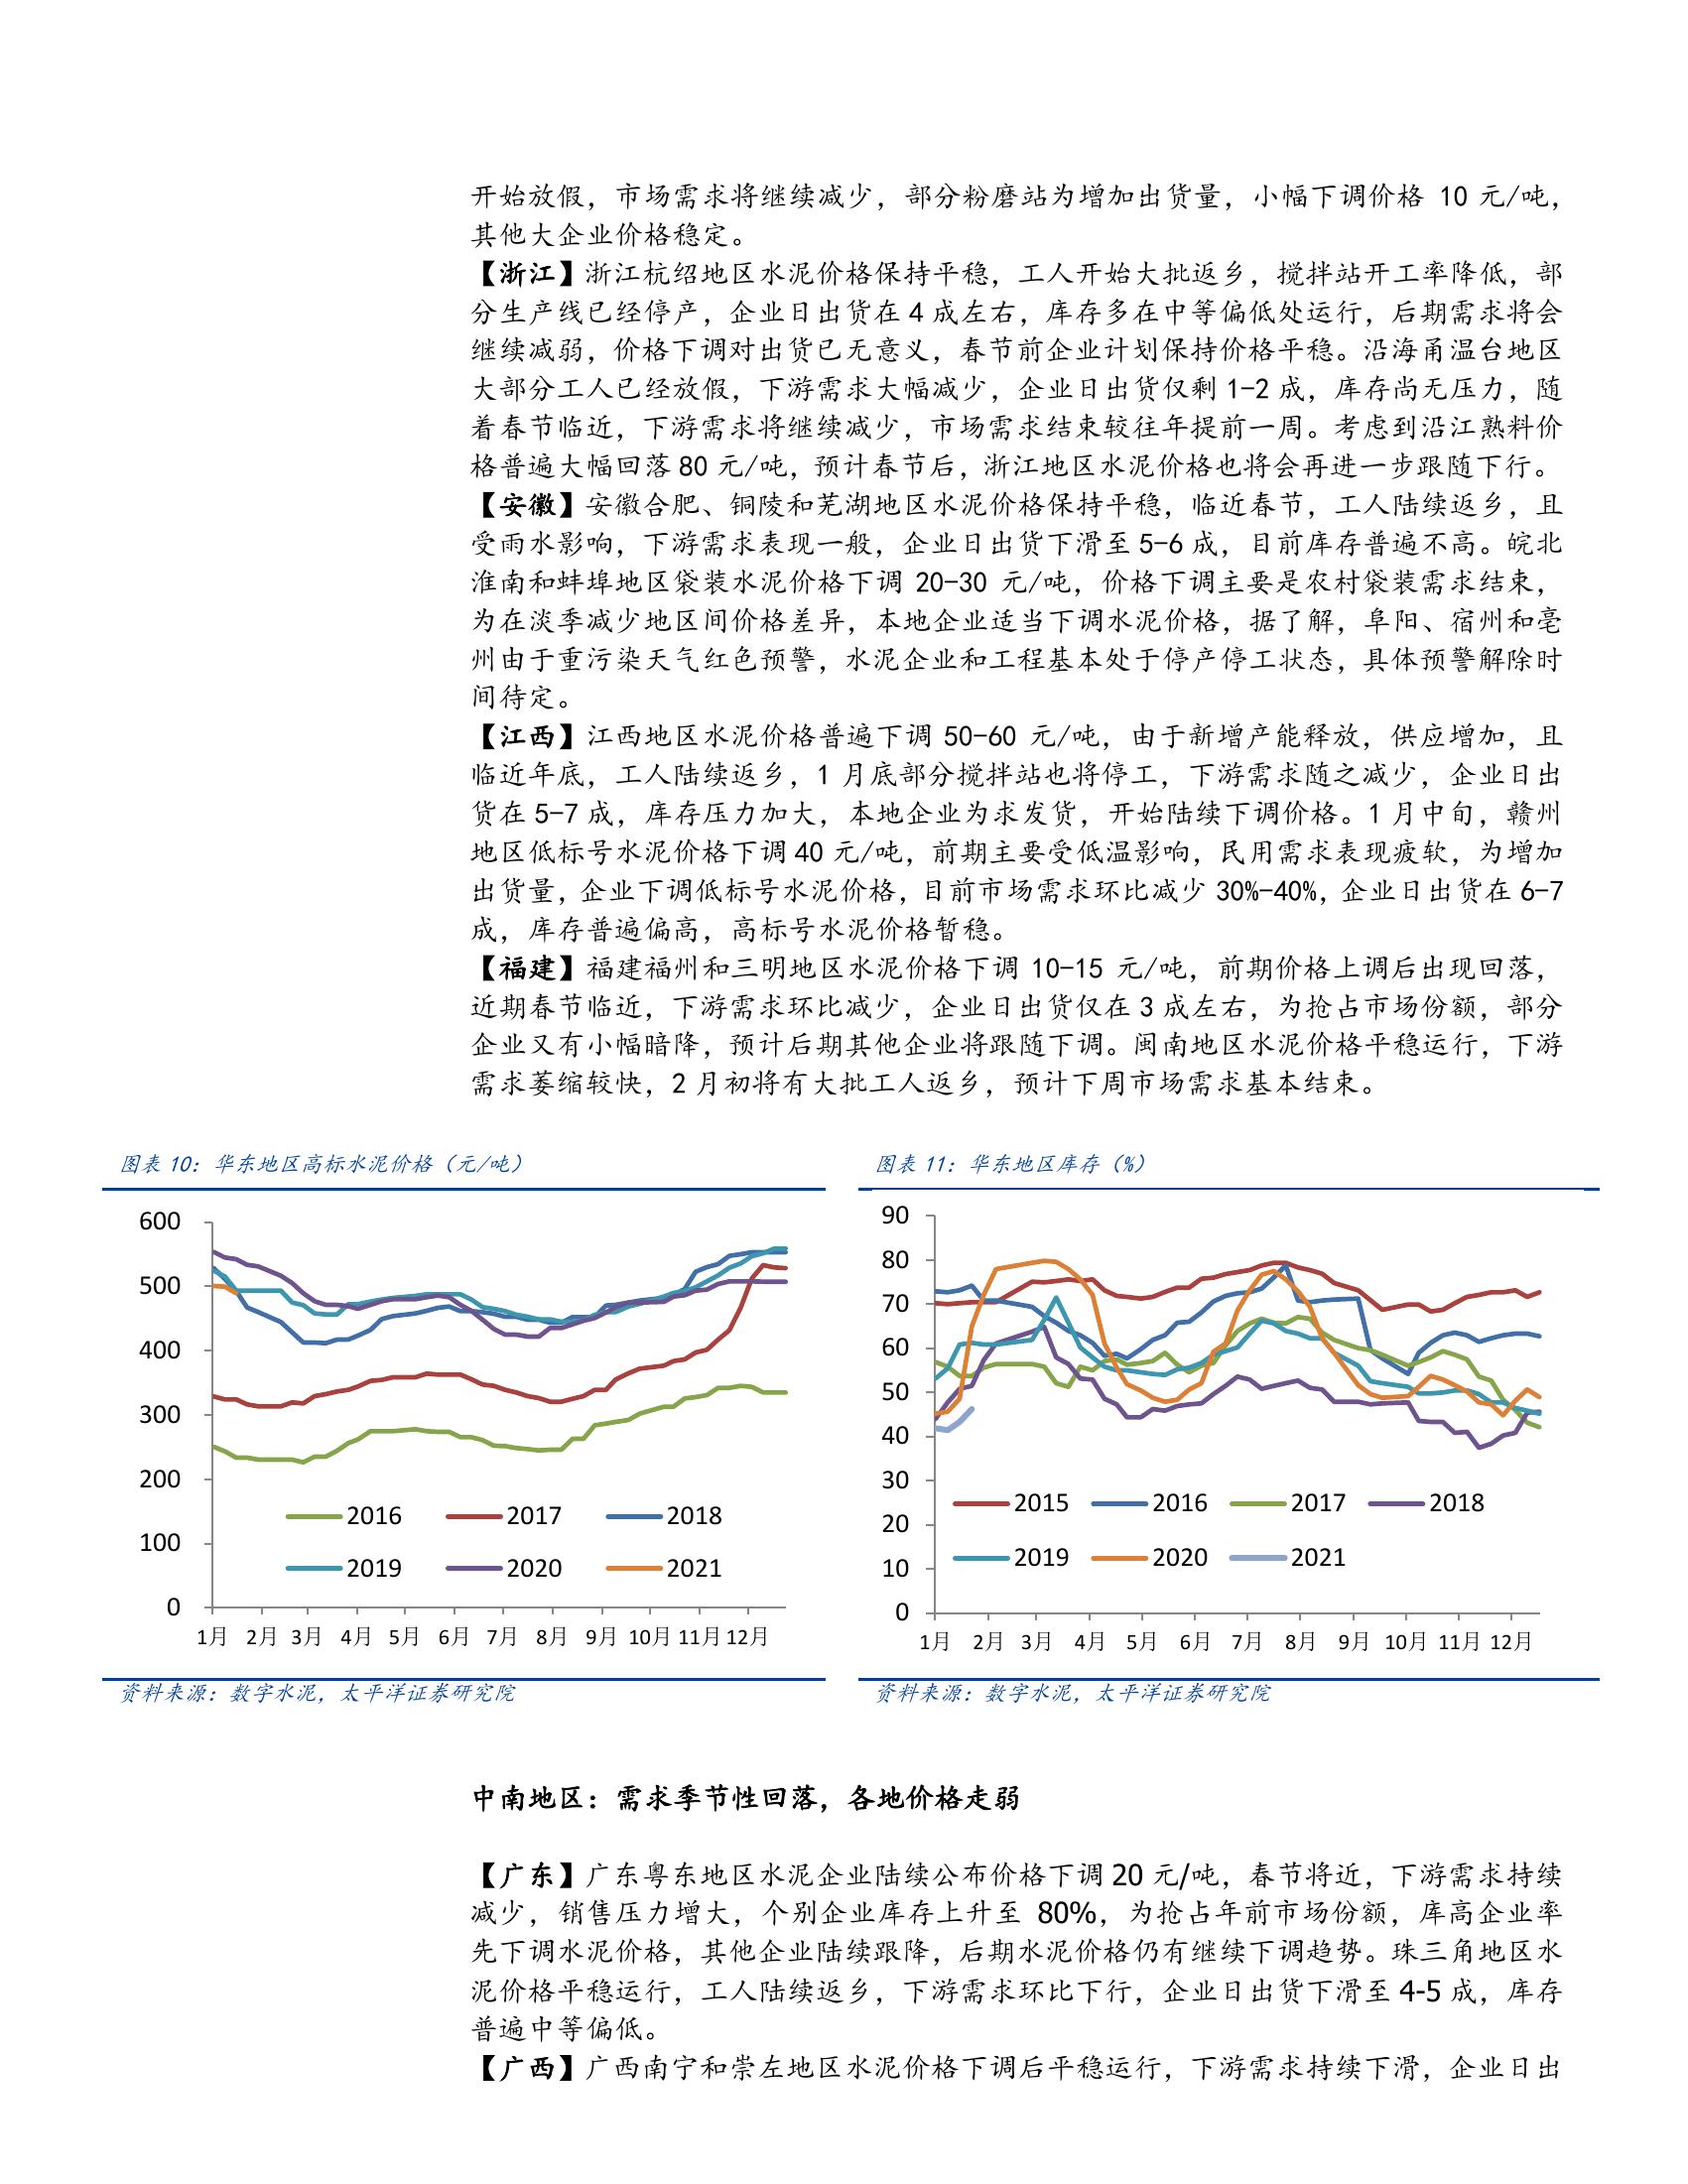 开始放假，市场需求将继续减少，部分粉磨站为增加出货量，小幅下调价格 10 元/吨，
其他大企业价格稳定。
【浙江】浙江杭绍地区水泥价格保持平稳，工人开始大批返乡，搅拌站开工率降低，部
分生产线已经停产，企业日出货在 4 成左右，库存多在中等偏低处运行，后期需求将会
继续减弱，价格下调对出货已无意义，春节前企业计划保持价格平稳。沿海甬温台地区
大部分工人已经放假，下游需求大幅减少，企业日出货仅剩 1-2 成，库存尚无压力，随
着春节临近，下游需求将继续减少，市场需求结束较往年提前一周。考虑到沿江熟料价
格普遍大幅回落 80 元/吨，预计春节后，浙江地区水泥价格也将会再进一步跟随下行。
【安徽】安徽合肥、铜陵和芜湖地区水泥价格保持平稳，临近春节，工人陆续返乡，且
受雨水影响，下游需求表现一般，企业日出货下滑至 5-6 成，目前库存普遍不高。皖北
淮南和蚌埠地区袋装水泥价格下调 20-30 元/吨，价格下调主要是农村袋装需求结束，
为在淡季减少地区间价格差异，本地企业适当下调水泥价格，据了解，阜阳、宿州和亳
州由于重污染天气红色预警，水泥企业和工程基本处于停产停工状态，具体预警解除时
间待定。
【江西】江西地区水泥价格普遍下调 50-60 元/吨，由于新增产能释放，供应增加，且
临近年底，工人陆续返乡，1 月底部分搅拌站也将停工，下游需求随之减少，企业日出
货在 5-7 成，库存压力加大，本地企业为求发货，开始陆续下调价格。1 月中旬，赣州
地区低标号水泥价格下调 40 元/吨，前期主要受低温影响，民用需求表现疲软，为增加
出货量，企业下调低标号水泥价格，目前市场需求环比减少 30%-40%，企业日出货在 6-7
成，库存普遍偏高，高标号水泥价格暂稳。
【福建】福建福州和三明地区水泥价格下调 10-15 元/吨，前期价格上调后出现回落，
近期春节临近，下游需求环比减少，企业日出货仅在 3 成左右，为抢占市场份额，部分
企业又有小幅暗降，预计后期其他企业将跟随下调。闽南地区水泥价格平稳运行，下游
需求萎缩较快，2 月初将有大批工人返乡，预计下周市场需求基本结束。
图表 10：华东地区高标水泥价格（元/吨）
600
500
400
300
200
100
0
2016 2017 2018
2019 2020 2021
1月 2月 3月 4月 5月 6月 7月 8月 9月 10月 11月 12月
资料来源：数字水泥，太平洋证券研究院
图表 11：华东地区库存（%）
90
80
70
60
50
40
30
20
10
0
2015 2016 2017 2018
2019 2020 2021
1月 2月 3月 4月 5月 6月 7月 8月 9月 10月 11月 12月
资料来源：数字水泥，太平洋证券研究院
中南地区：需求季节性回落，各地价格走弱
【广东】广东粤东地区水泥企业陆续公布价格下调 20 元/吨，春节将近，下游需求持续
减少，销售压力增大，个别企业库存上升至 80%，为抢占年前市场份额，库高企业率
先下调水泥价格，其他企业陆续跟降，后期水泥价格仍有继续下调趋势。珠三角地区水
泥价格平稳运行，工人陆续返乡，下游需求环比下行，企业日出货下滑至 4-5 成，库存
普遍中等偏低。
【广西】广西南宁和崇左地区水泥价格下调后平稳运行，下游需求持续下滑，企业日出